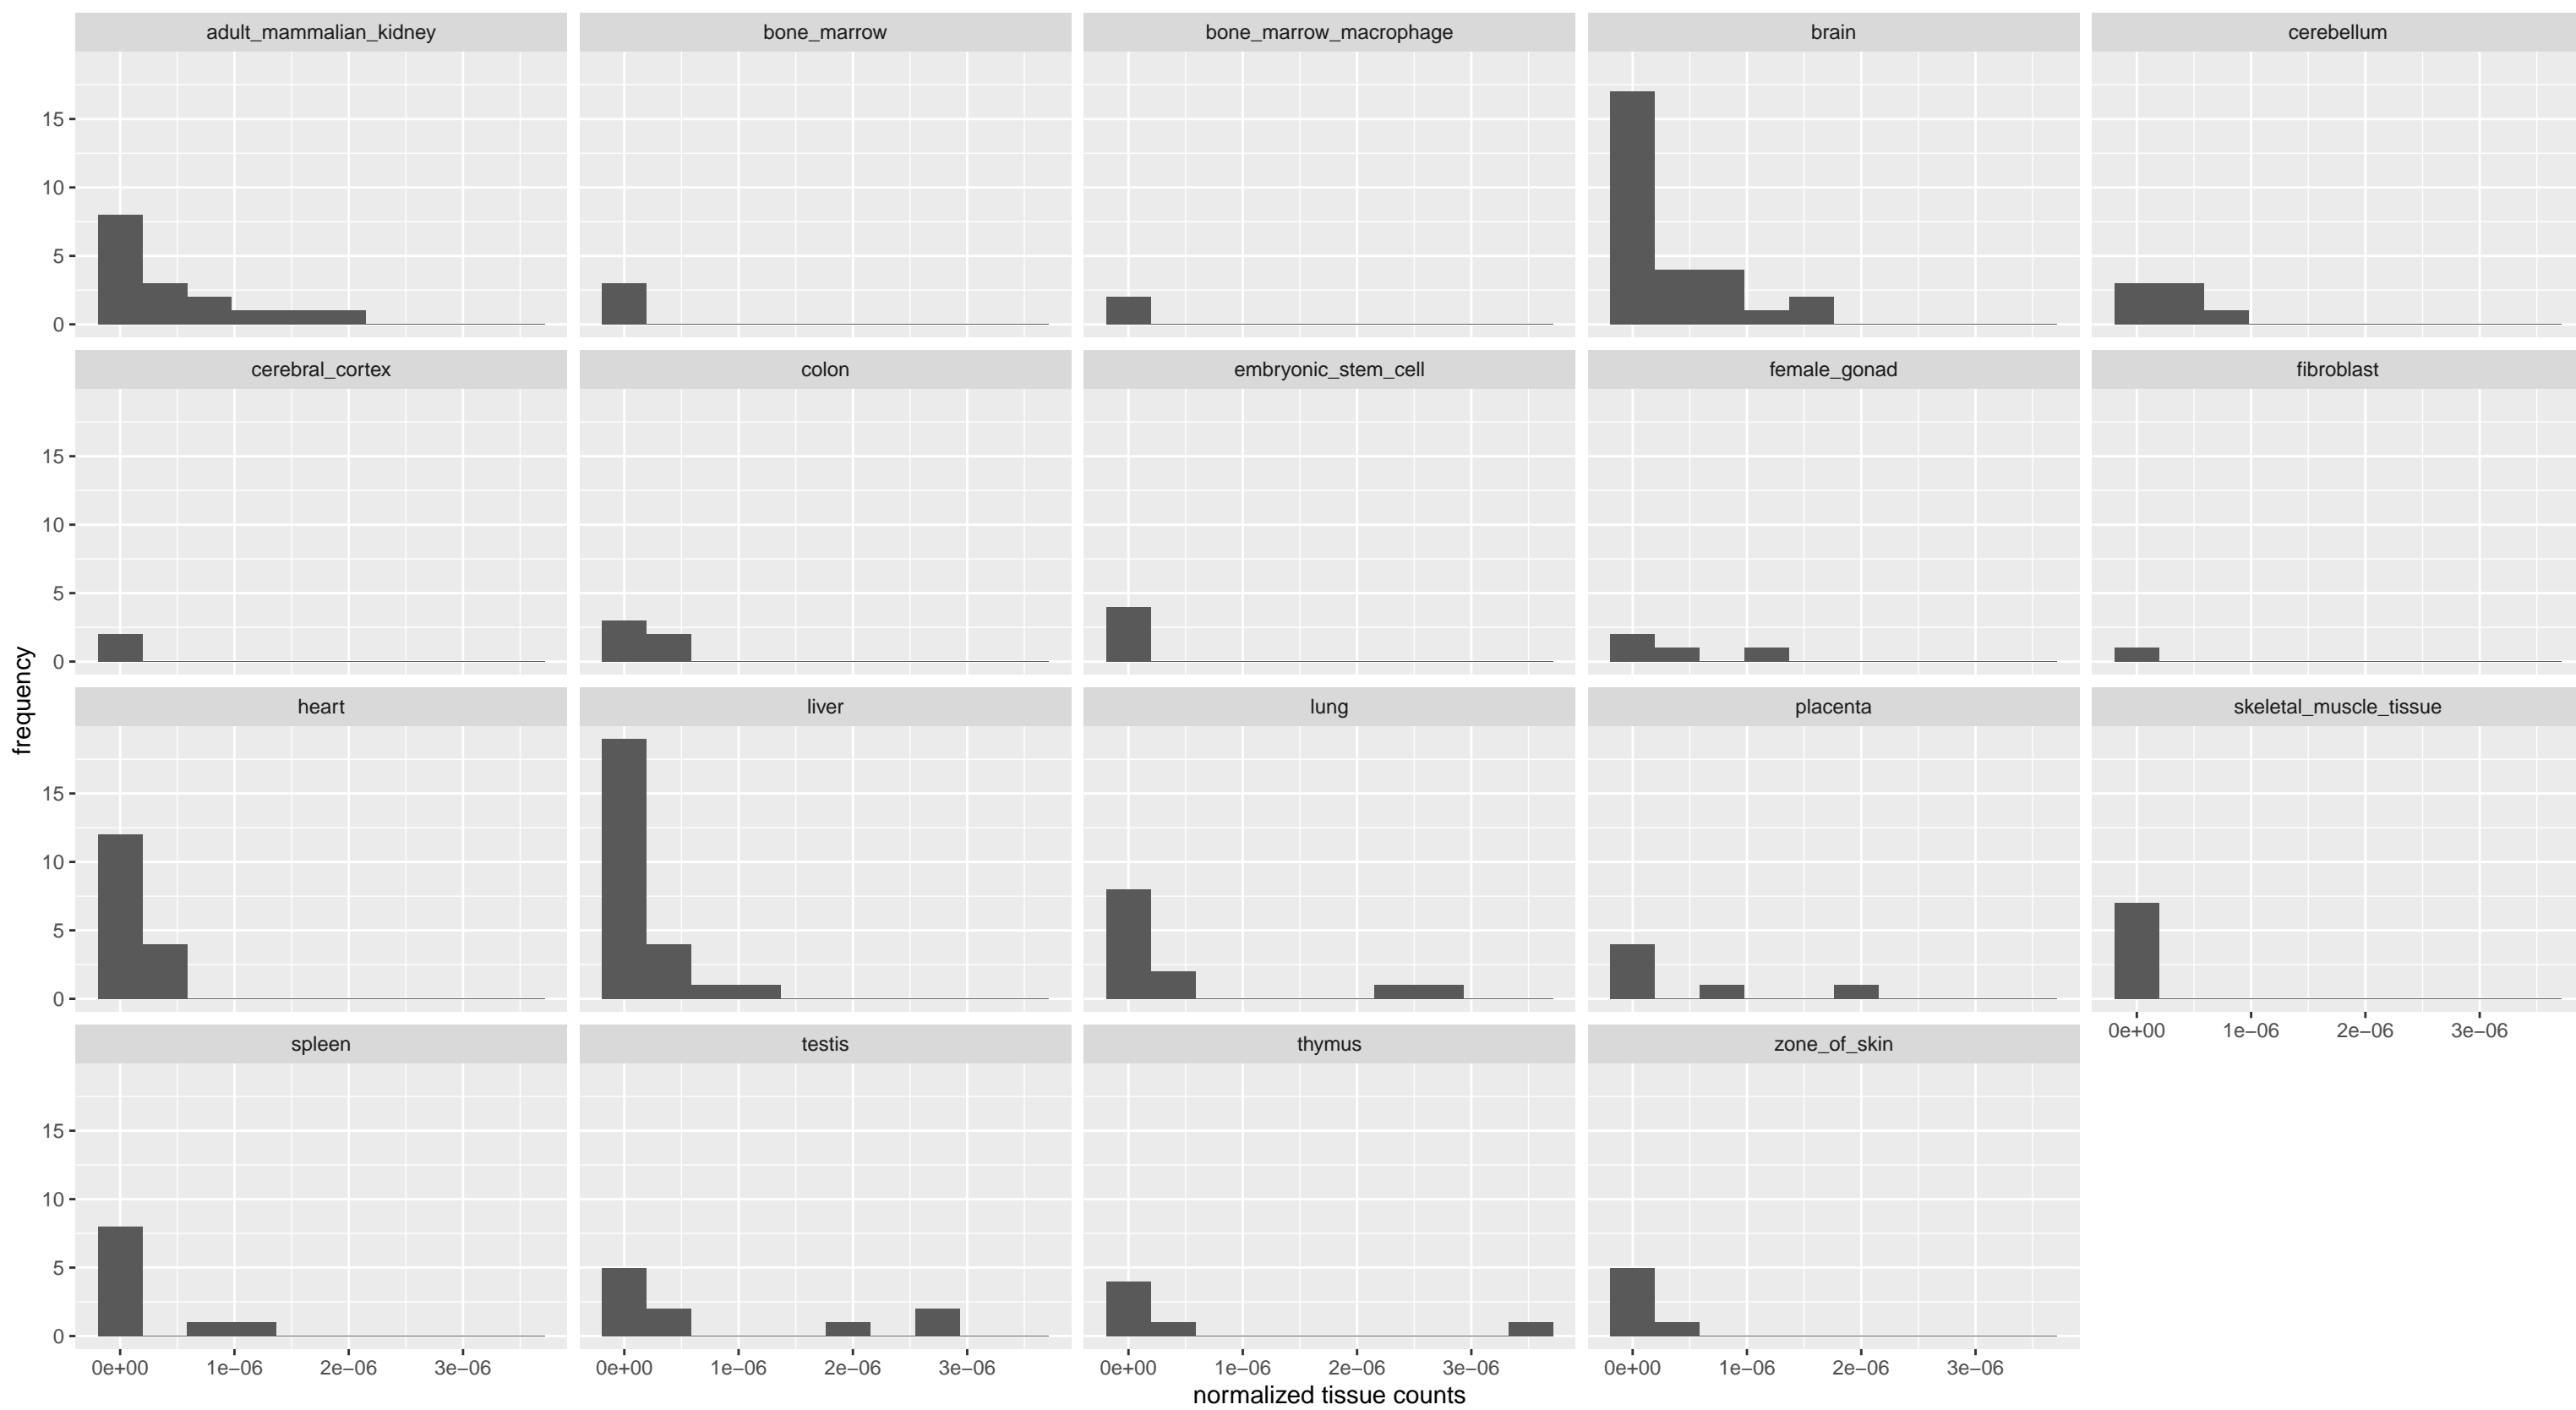 adult_mammalian_kidney bone_marrow bone_marrow_macrophage brain cerebellum
15
10
5
0
cerebral_cortex colon embryonic_stem_cell female_gonad fibroblast
15
10
5
0
frequency
heart liver lung placenta skeletal_muscle_tissue
15
10
5
0
0e+00 1e−06 2e−06 3e−06
spleen testis thymus zone_of_skin
15
10
5
0
0e+00 1e−06 2e−06 3e−06 0e+00 1e−06 2e−06 3e−06 0e+00 1e−06 2e−06 3e−06 0e+00 1e−06 2e−06 3e−06
normalized tissue counts